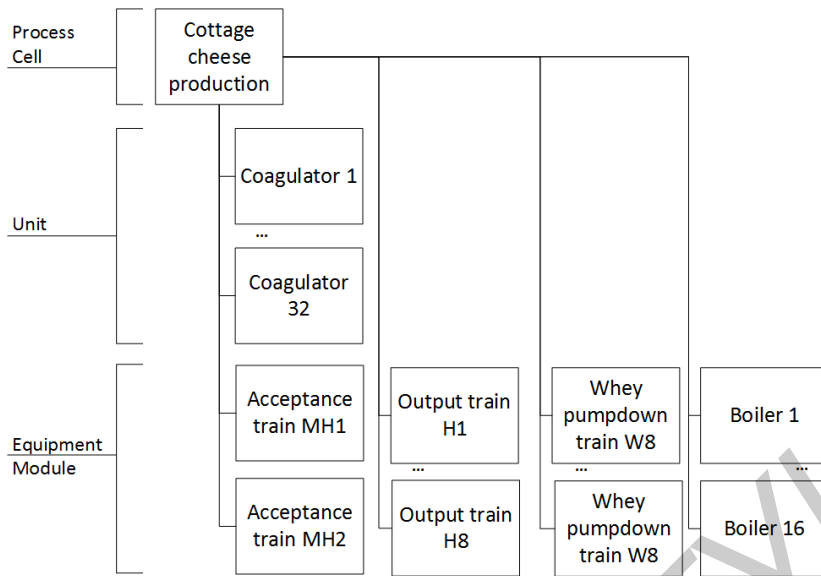 Process
Cell
Cottage
cheese
production
Unit
Coagulator 1
...
Coagulator
32
Equipment
Module
Acceptance
train MH1
Output train
H1
Whey
pumpdown
train W8
Boiler 1
...
...
...
Acceptance
train MH2
Output train
H8
Whey
pumpdown
train W8
Boiler 16